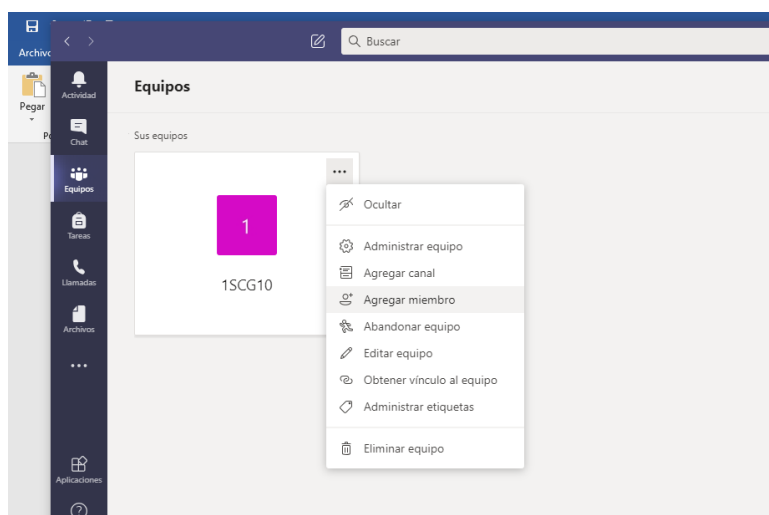 Archivo
Buscar
Pegar
Actividad
Equipos
Chat
Sus equipos
Equipos
Ocultar
Tareas
1
Administrar equipo
Llamadas
1SCG10
Agregar canal
Agregar miembro
Archivos
Abandonar equipo
Editar equipo
Obtener vínculo al equipo
Administrar etiquetas
Eliminar equipo
Aplicaciones